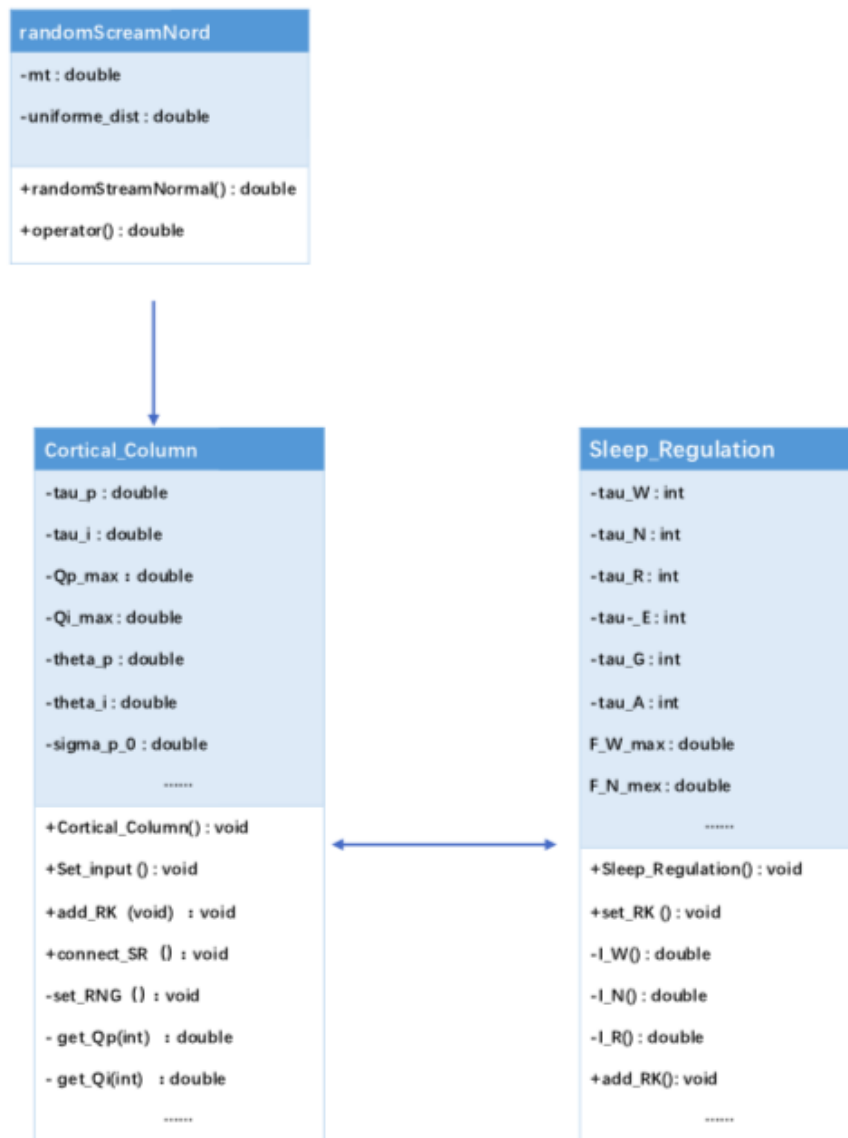 randomScreamNord
-mt : double
-uniforme_dist : double
+randomStreamNormal() : double
+operator() : double
Cortical_Column
-tau_p : double
-tau_i : double
-Qp_max : double
-Qi_max : double
-theta_p : double
-theta_i : double
-sigma_p_0 : double
......
+Cortical_Column() : void
+Set_input () : void
+add_RK (void) : void
+connect_SR () : void
-set_RNG () : void
- get_Qp(int) : double
- get_Qi(int) : double
......
Sleep_Regulation
-tau_W : int
-tau_N : int
-tau_R : int
-tau-_E : int
-tau_G : int
-tau_A : int
F_W_max : double
F_N_mex : double
......
+Sleep_Regulation() : void
+set_RK () : void
-I_W() : double
-I_N() : double
-I_R() : double
+add_RK(): void
......